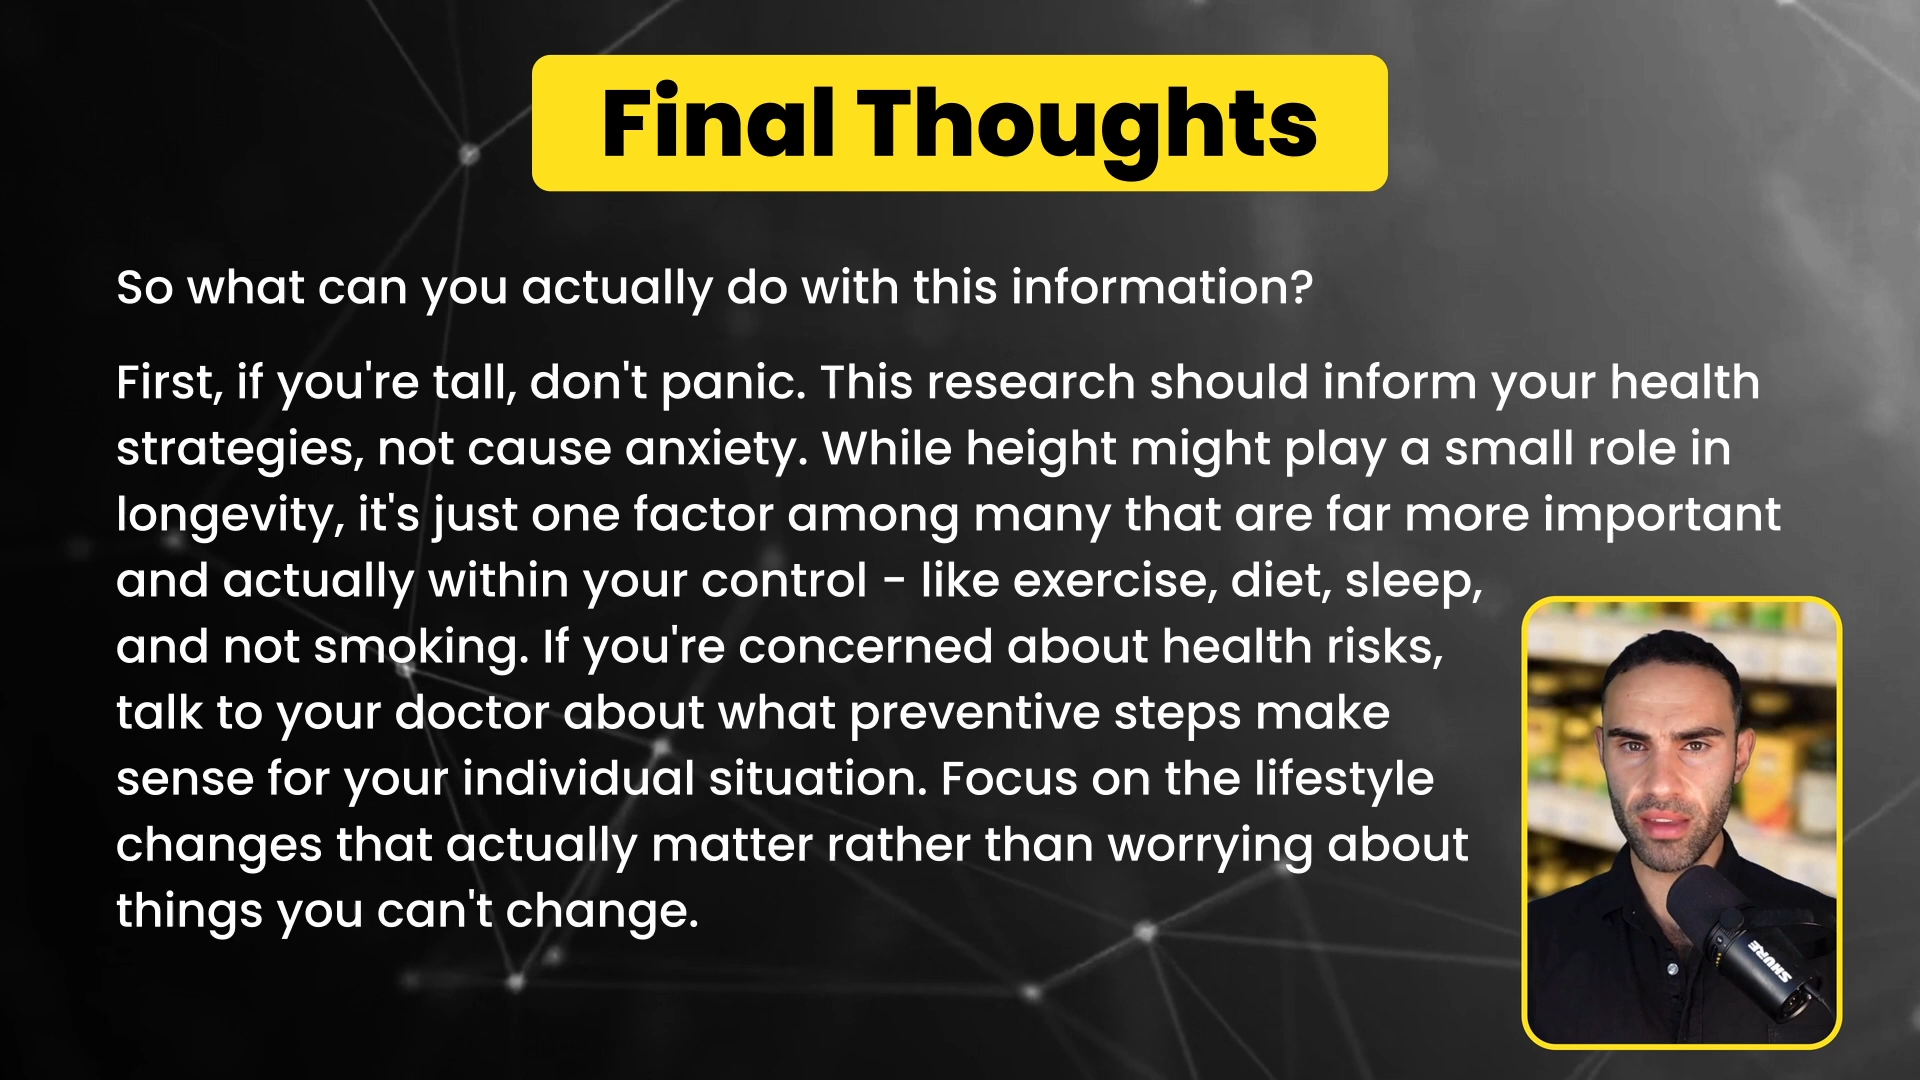 Final Thoughts
So what can you actually do with this information?
First, if you're tall, don't panic. This research should inform your health
strategies, not cause anxiety. While height might play a small role in
longevity, it's just one factor among many that are far more important
and actually within your control - like exercise, diet, sleep,
and not smoking. If you're concerned about health risks,
talk to your doctor about what preventive steps make
sense for your individual situation. Focus on the lifestyle
changes that actually matter rather than worrying about
things you can't change.
SHURE